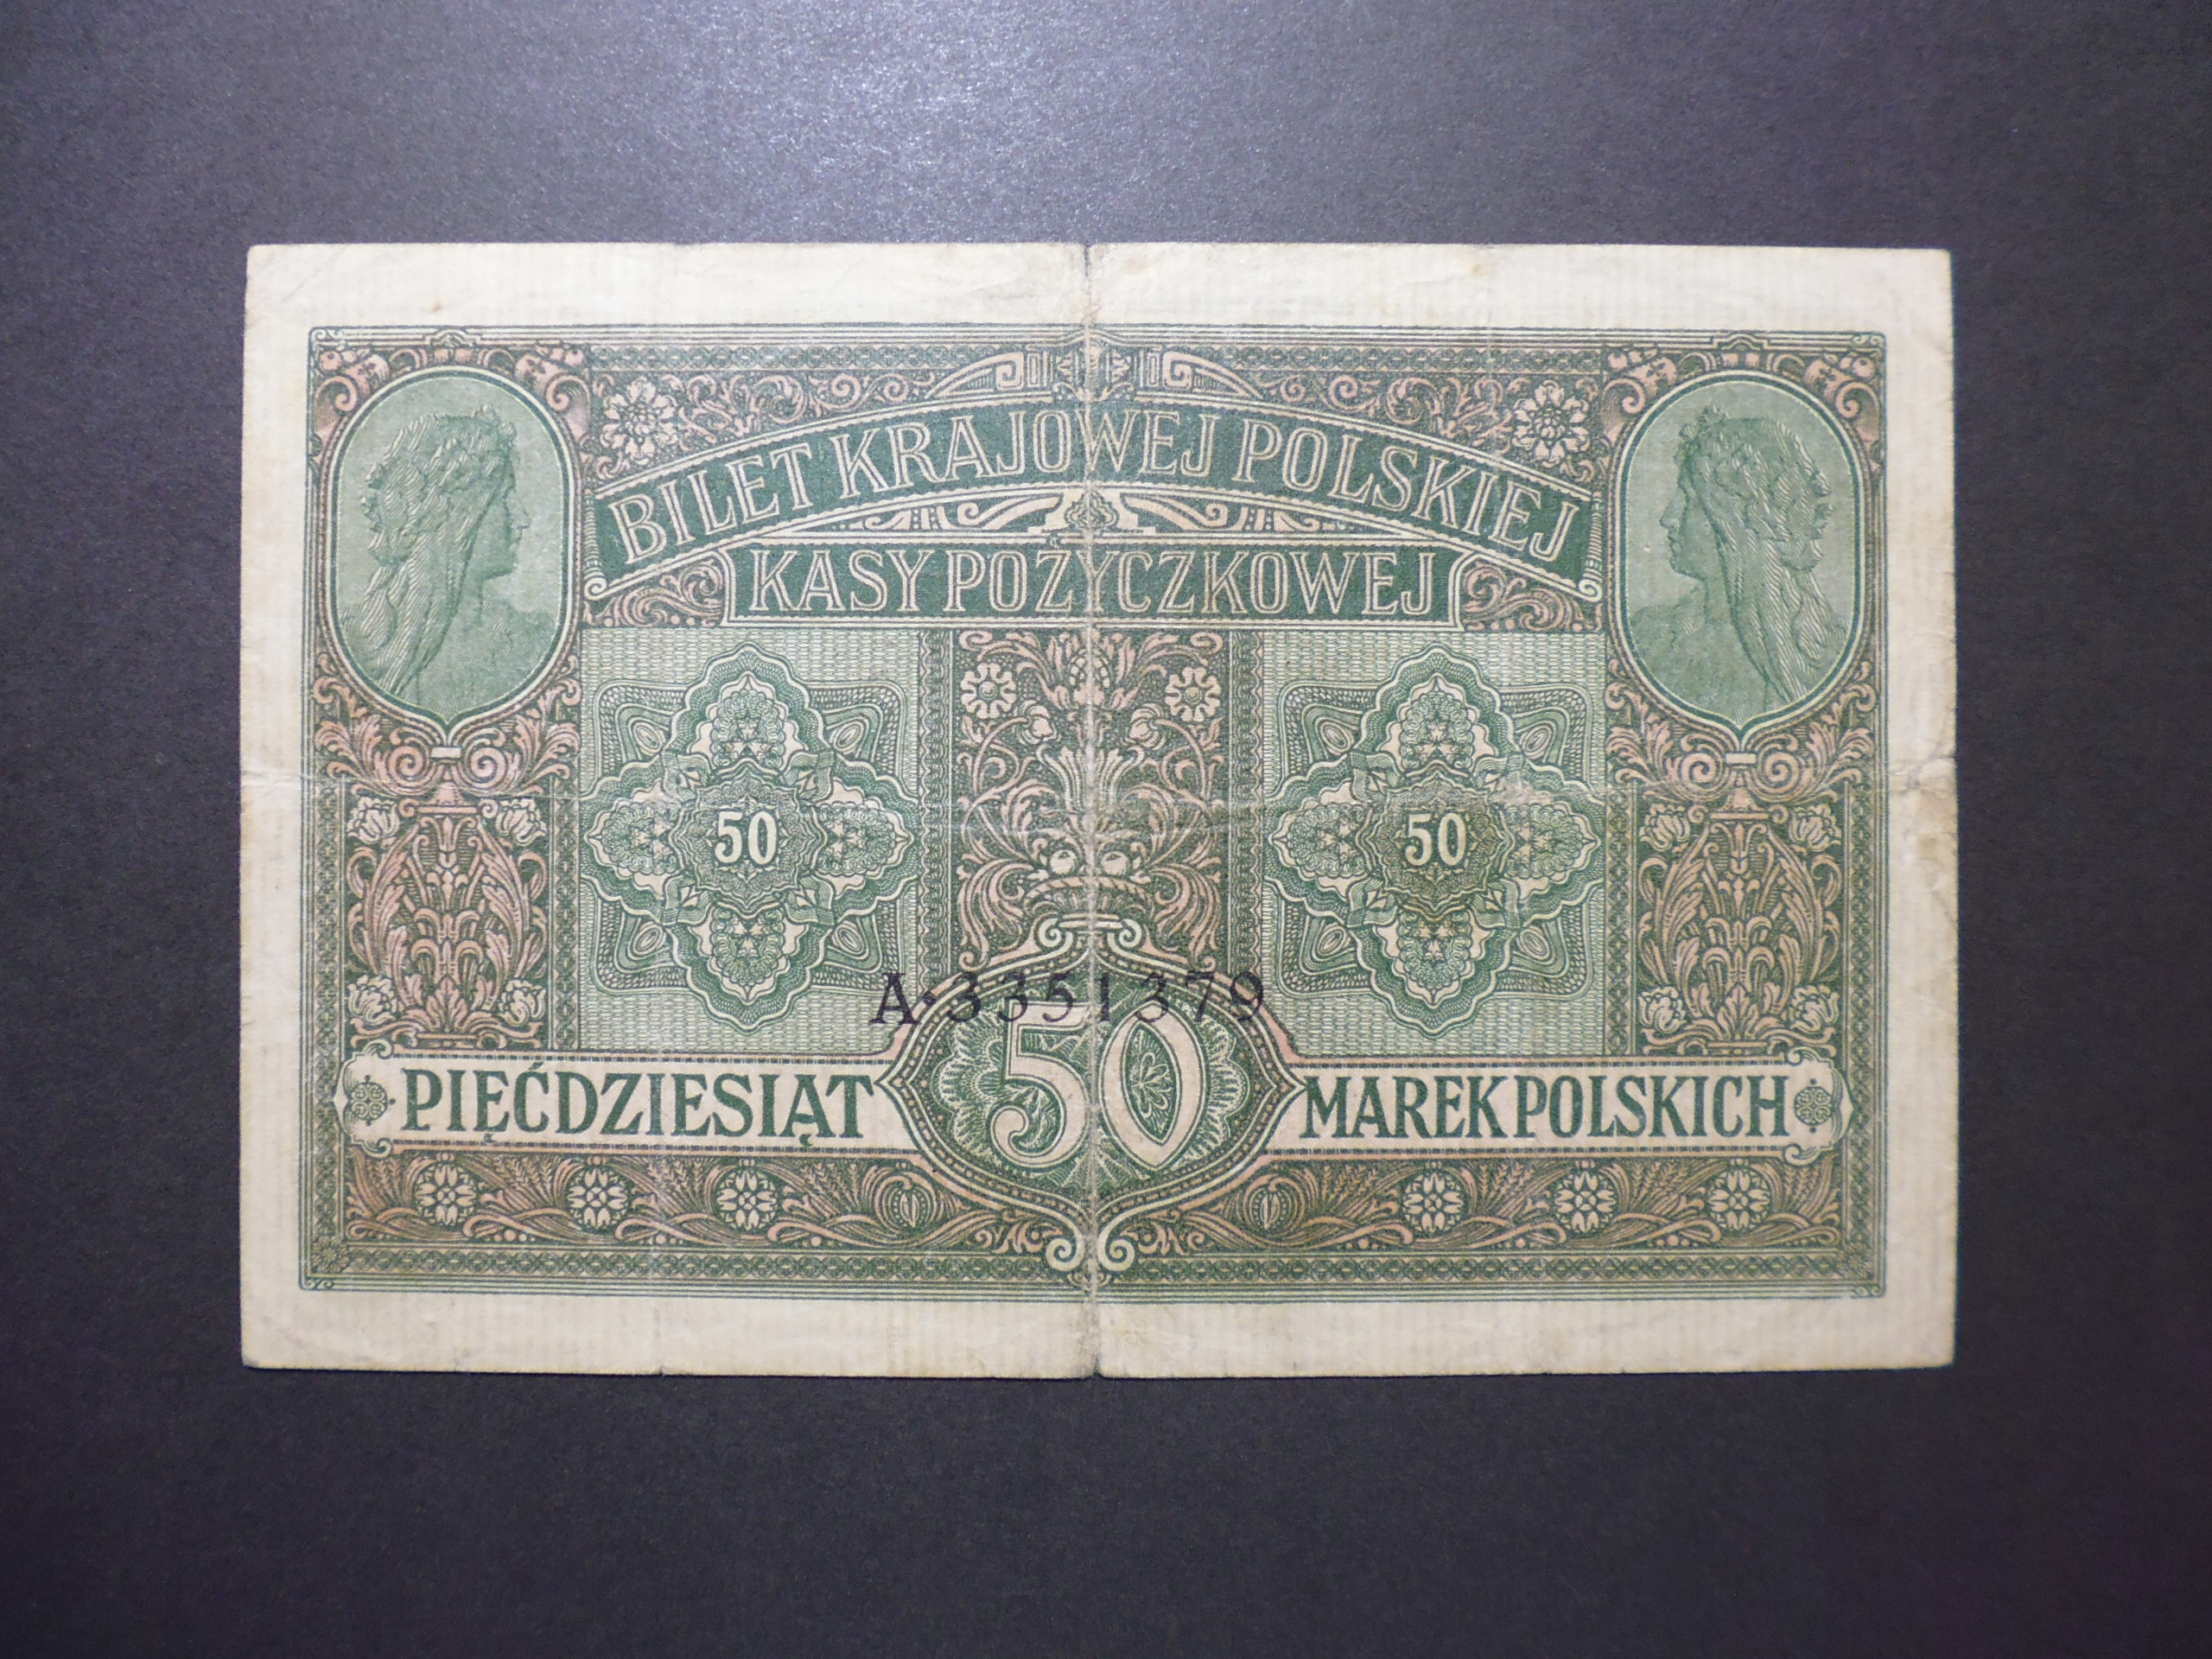 BILET KRAJOWEJ POLSKIEJ
KASY POŻYCZKOWEJ
50 50
A·3351379
PIĘĆDZIESIĄT 50 MAREK POLSKICH